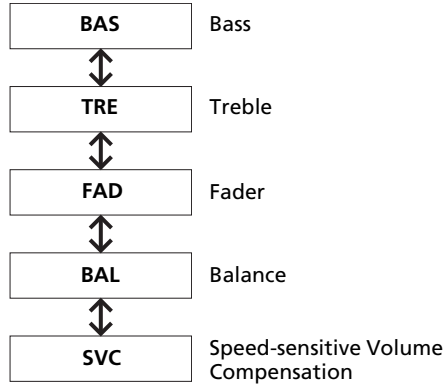 BAS Bass
TRE Treble
FAD Fader
BAL Balance
SVC Speed-sensitive Volume
Compensation